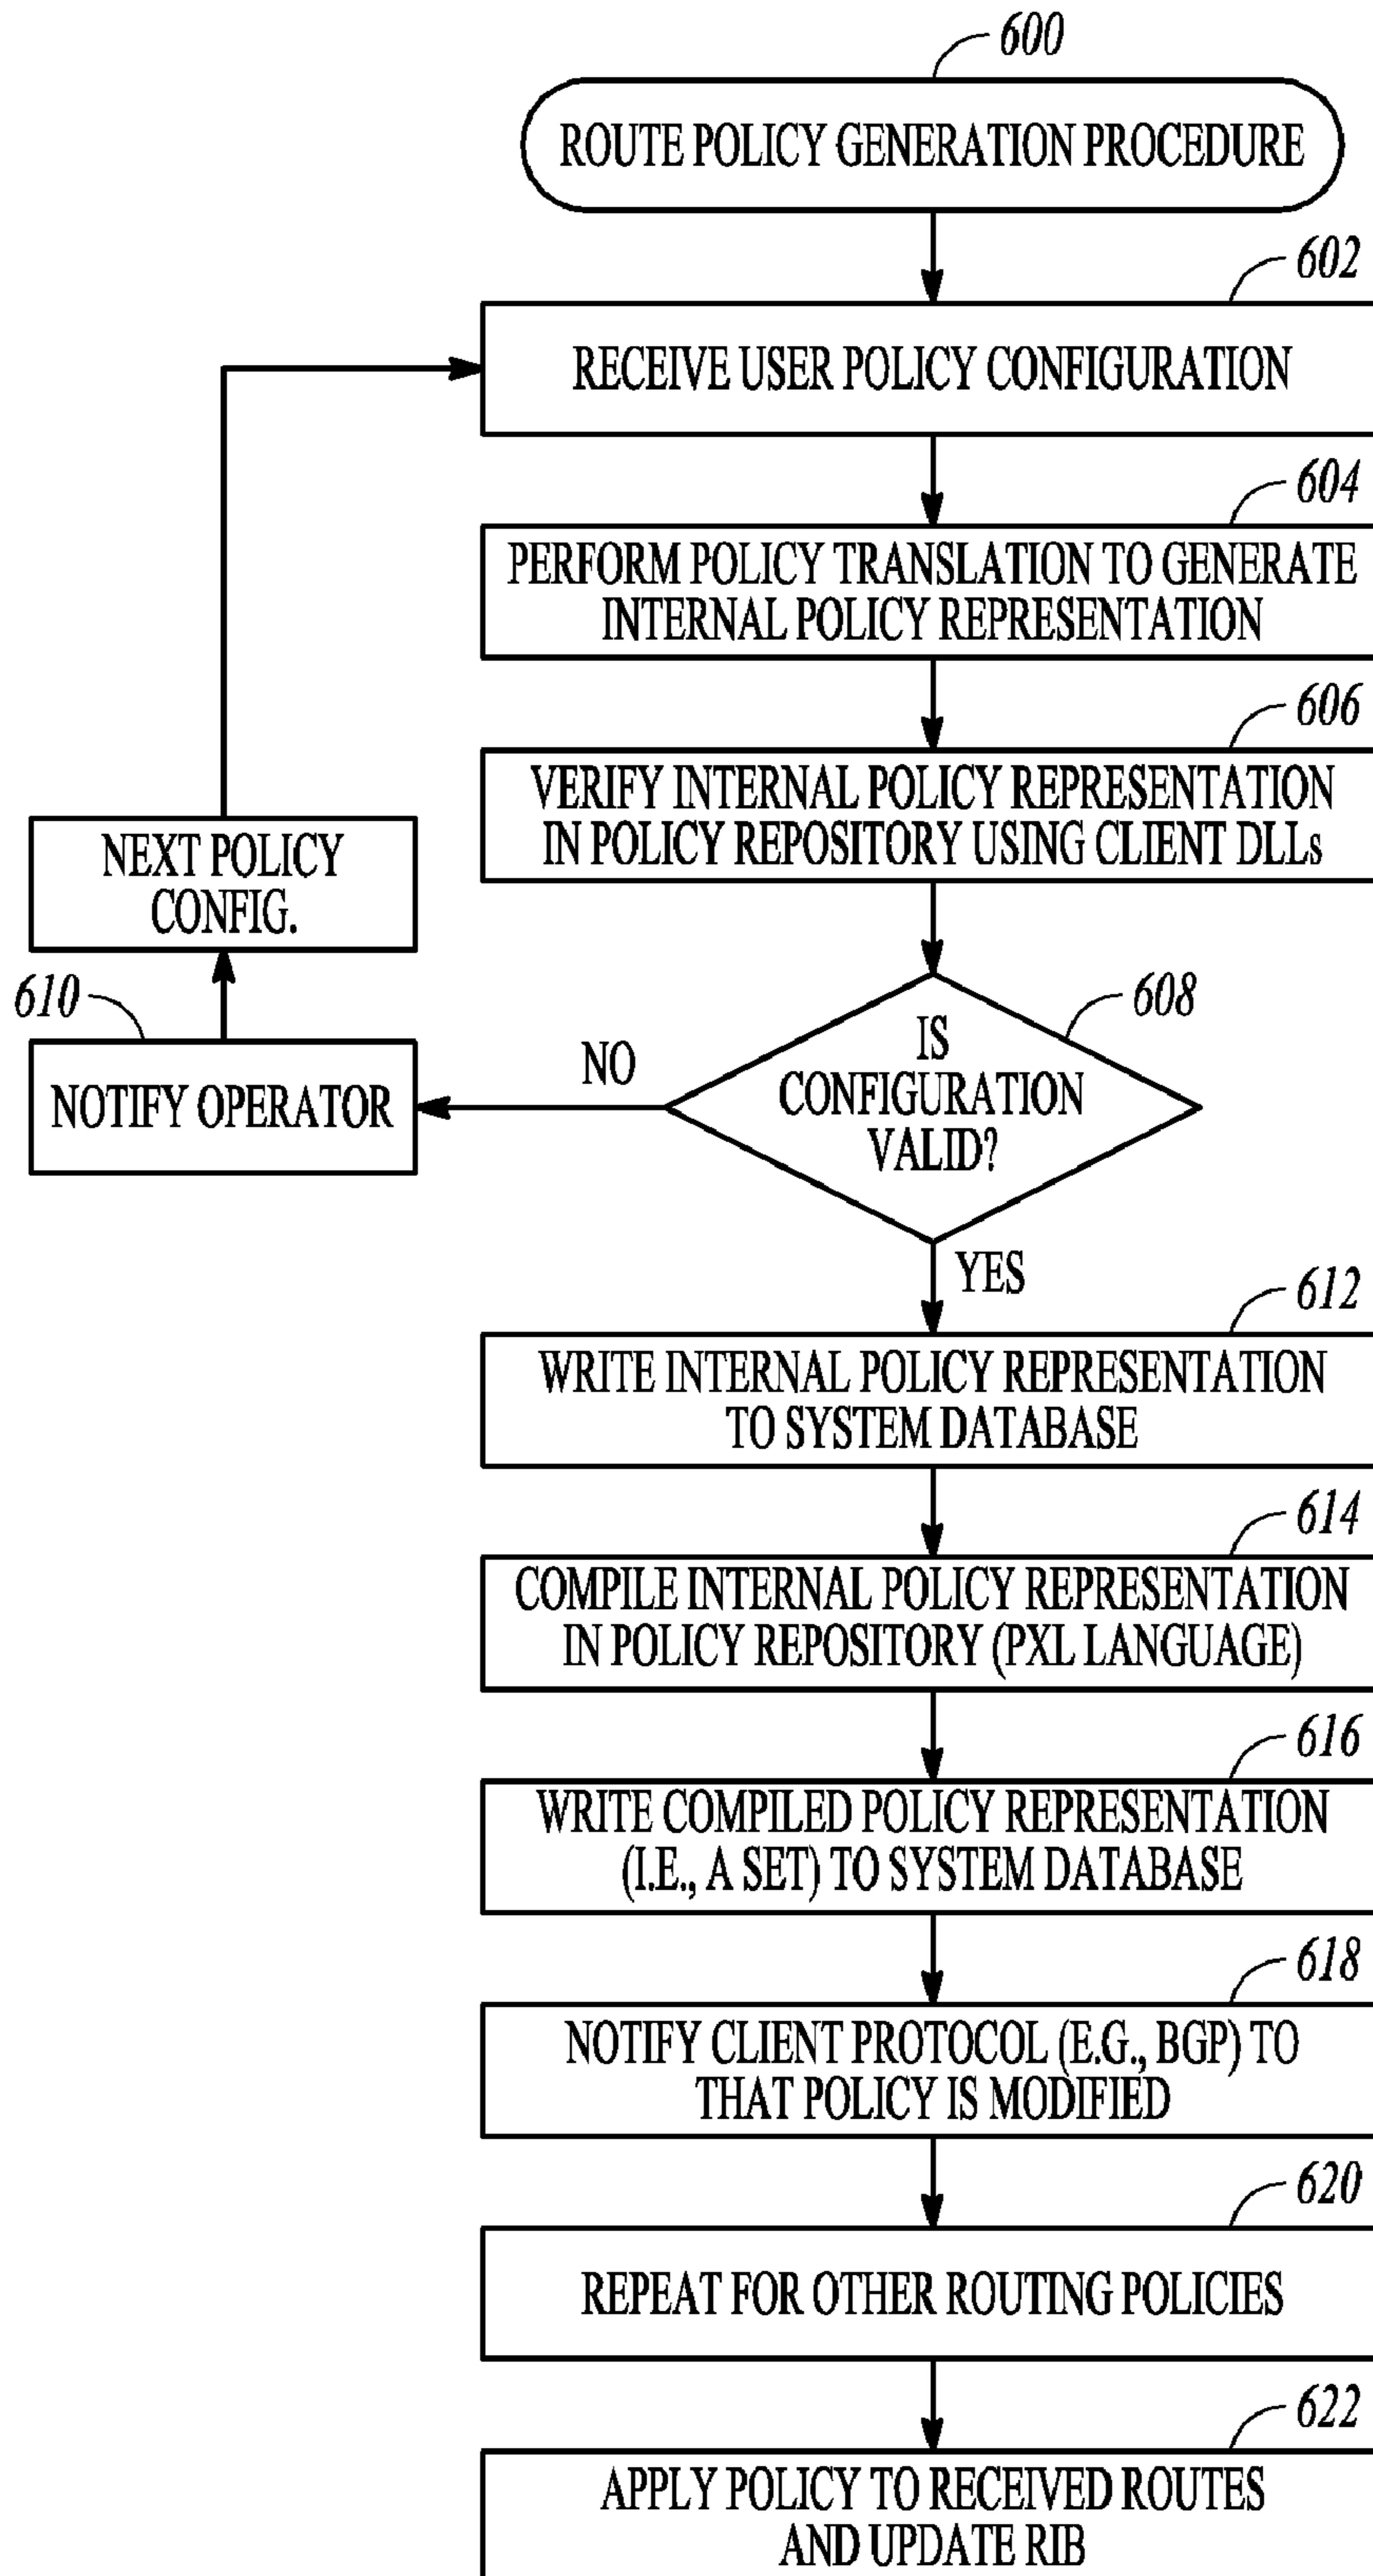 600
ROUTE POLICY GENERATION PROCEDURE
602
RECEIVE USER POLICY CONFIGURATION
604
PERFORM POLICY TRANSLATION TO GENERATE
INTERNAL POLICY REPRESENTATION
606
VERIFY INTERNAL POLICY REPRESENTATION
IN POLICY REPOSITORY USING CLIENT DLLs
NEXT POLICY
CONFIG.
610
NOTIFY OPERATOR
NO
608
IS
CONFIGURATION
VALID?
YES
612
WRITE INTERNAL POLICY REPRESENTATION
TO SYSTEM DATABASE
614
COMPILE INTERNAL POLICY REPRESENTATION
IN POLICY REPOSITORY (PXL LANGUAGE)
616
WRITE COMPILED POLICY REPRESENTATION
(I.E., A SET) TO SYSTEM DATABASE
618
NOTIFY CLIENT PROTOCOL (E.G., BGP) TO
THAT POLICY IS MODIFIED
620
REPEAT FOR OTHER ROUTING POLICIES
622
APPLY POLICY TO RECEIVED ROUTES
AND UPDATE RIB